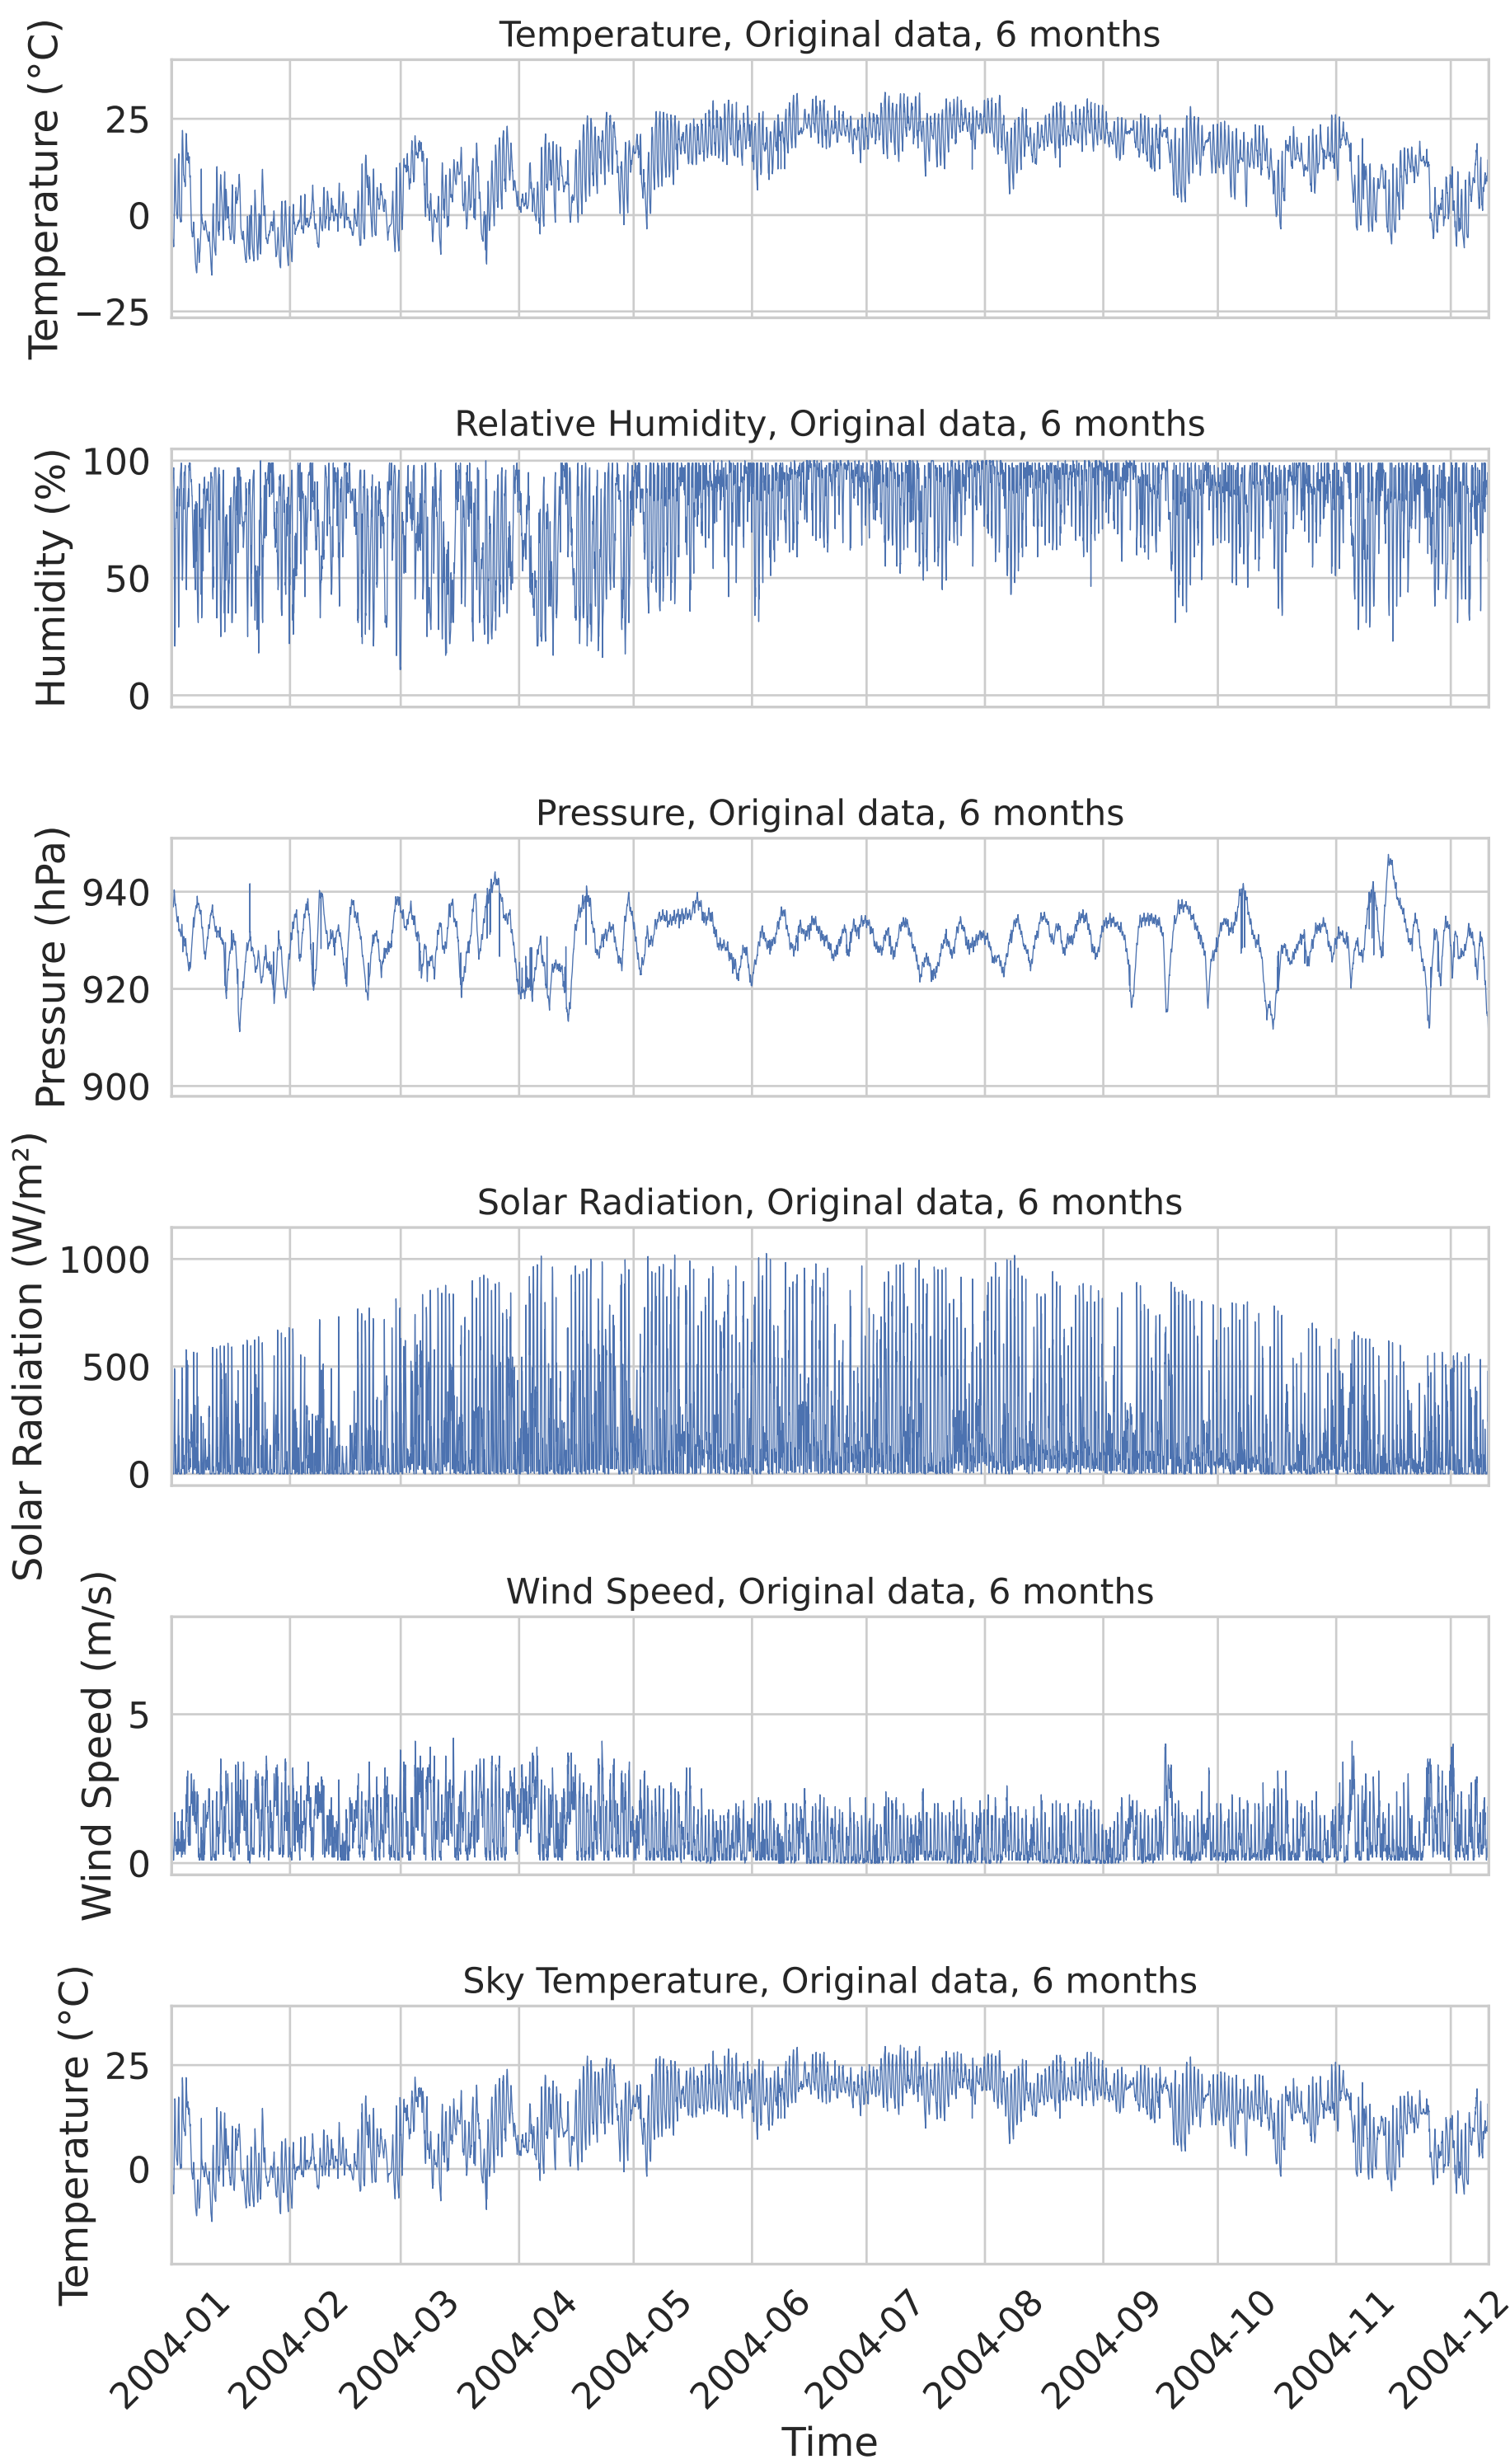 Temperature, Original data, 6 months
Temperature (°C)
25
0
−25
Relative Humidity, Original data, 6 months
Humidity (%)
100
50
0
Pressure, Original data, 6 months
Pressure (hPa)
940
920
900
Solar Radiation, Original data, 6 months
Solar Radiation (W/m²)
1000
500
0
Wind Speed, Original data, 6 months
Wind Speed (m/s)
5
0
Sky Temperature, Original data, 6 months
Temperature (°C)
25
0
2004-01
2004-02
2004-03
2004-04
2004-05
2004-06
2004-07
2004-08
2004-09
2004-10
2004-11
2004-12
Time